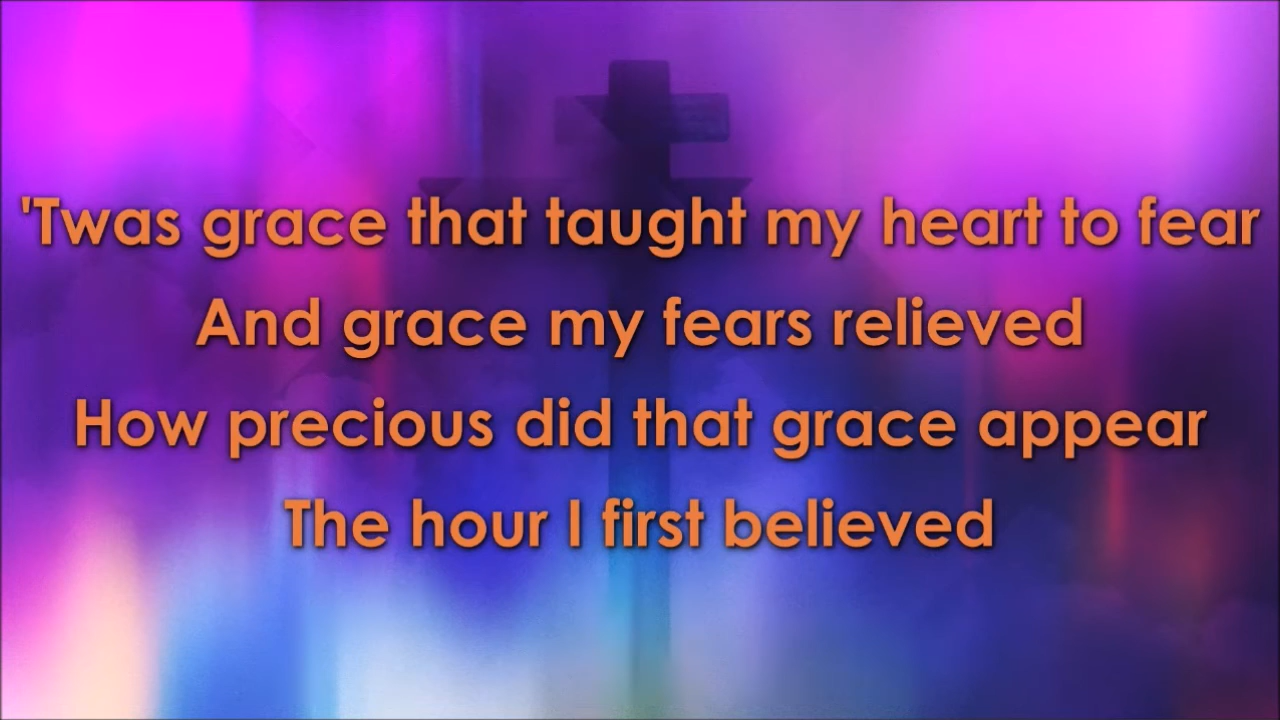 'Twas grace that taught my heart to fear
And grace my fears relieved
How precious did that grace appear
The hour I first believed